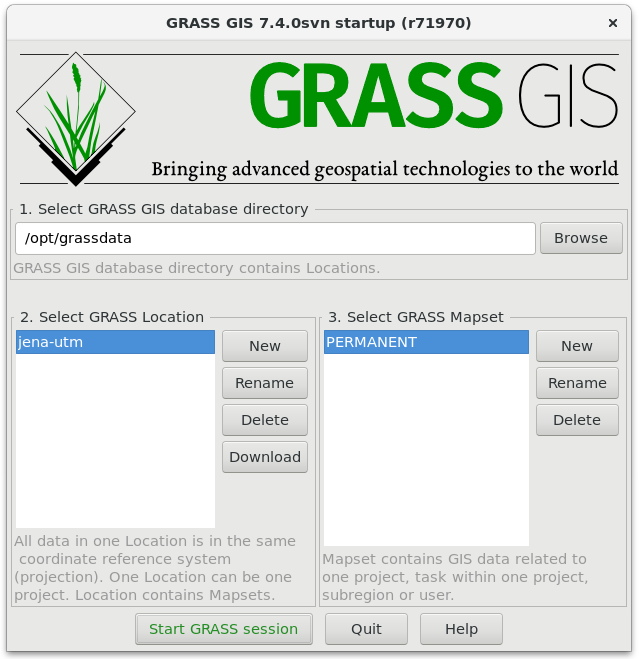 GRASS GIS 7.4.0svn startup (r71970)
GRASS GIS
Bringing advanced geospatial technologies to the world
1. Select GRASS GIS database directory
/opt/grassdata
Browse
GRASS GIS database directory contains Locations.
2. Select GRASS Location
jena-utm
New
Rename
Delete
Download
All data in one Location is in the same
coordinate reference system
(projection). One Location can be one
project. Location contains Mapsets.
3. Select GRASS Mapset
PERMANENT
New
Rename
Delete
Mapset contains GIS data related to
one project, task within one project,
subregion or user.
Start GRASS session
Quit
Help